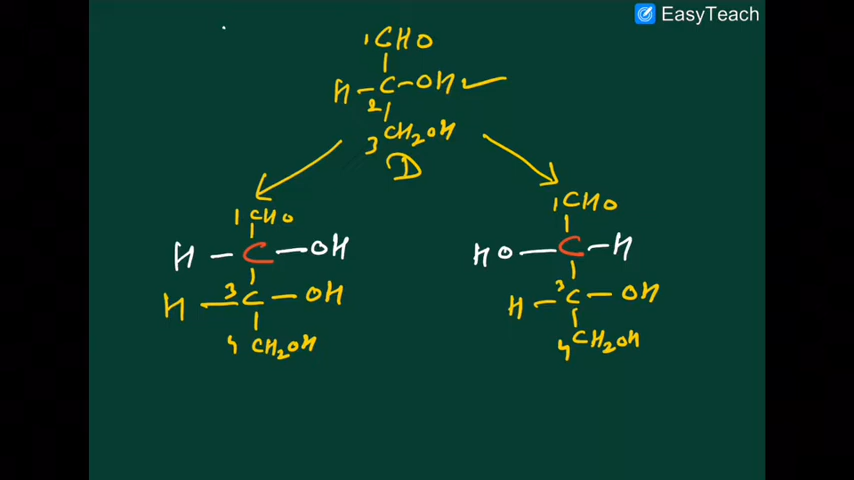 EasyTeach
1CHO
H-C-OH
2
3CH2OH
D
1CHO
H-C-OH
H-3C-OH
4CH2OH
1CHO
HO-C-H
H-3C-OH
4CH2OH